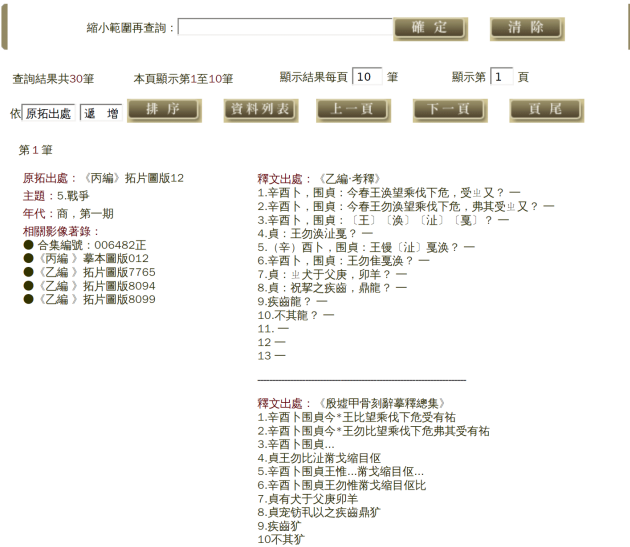 縮小範圍再查詢：
確 定
清 除
查詢結果共30筆 本頁顯示第1至10筆 顯示結果每頁 10 筆 顯示第 1 頁
依 原拓出處 遞 增 排 序 資料列表 上一頁 下一頁 頁 尾
第 1 筆
原拓出處：《丙編》拓片圖版12
主題：5.戰爭
年代：商，第一期
相關影像著錄：
● 合集編號：006482正
●《丙編 》摹本圖版012
●《乙編 》拓片圖版7765
●《乙編 》拓片圖版8094
●《乙編 》拓片圖版8099
釋文出處：《乙編·考釋》
1.辛酉卜，围貞：今春王涣望乘伐下危，受㞢又？ 一
2.辛酉卜，围貞：今春王勿涣望乘伐下危，弗其受㞢又？ 一
3.辛酉卜，围貞：〔王〕〔涣〕〔沚〕〔戛〕？ 一
4.貞：王勿涣沚戛？ 一
5.（辛）酉卜，围貞：王慢〔沚〕戛涣？ 一
6.辛酉卜，围貞：王勿隹戛涣？ 一
7.貞：㞢犬于父庚，卯羊？ 一
8.貞：祝挐之疾齒，鼎龍？ 一
9.疾齒龍？ 一
10.不其龍？ 一
11. 一
12 一
13 一
釋文出處：《殷墟甲骨刻辭摹釋總集》
1.辛酉卜围貞今*王比望乘伐下危受有祐
2.辛酉卜围貞今*王勿比望乘伐下危弗其受有祐
3.辛酉卜围貞...
4.貞王勿比沚䒤戈缩目伛
5.辛酉卜围貞王惟...䒤戈缩目伛...
6.辛酉卜围貞王勿惟䒤戈缩目伛比
7.貞有犬于父庚卯羊
8.貞宠钫丮以之疾齒鼎犷
9.疾齒犷
10不其犷